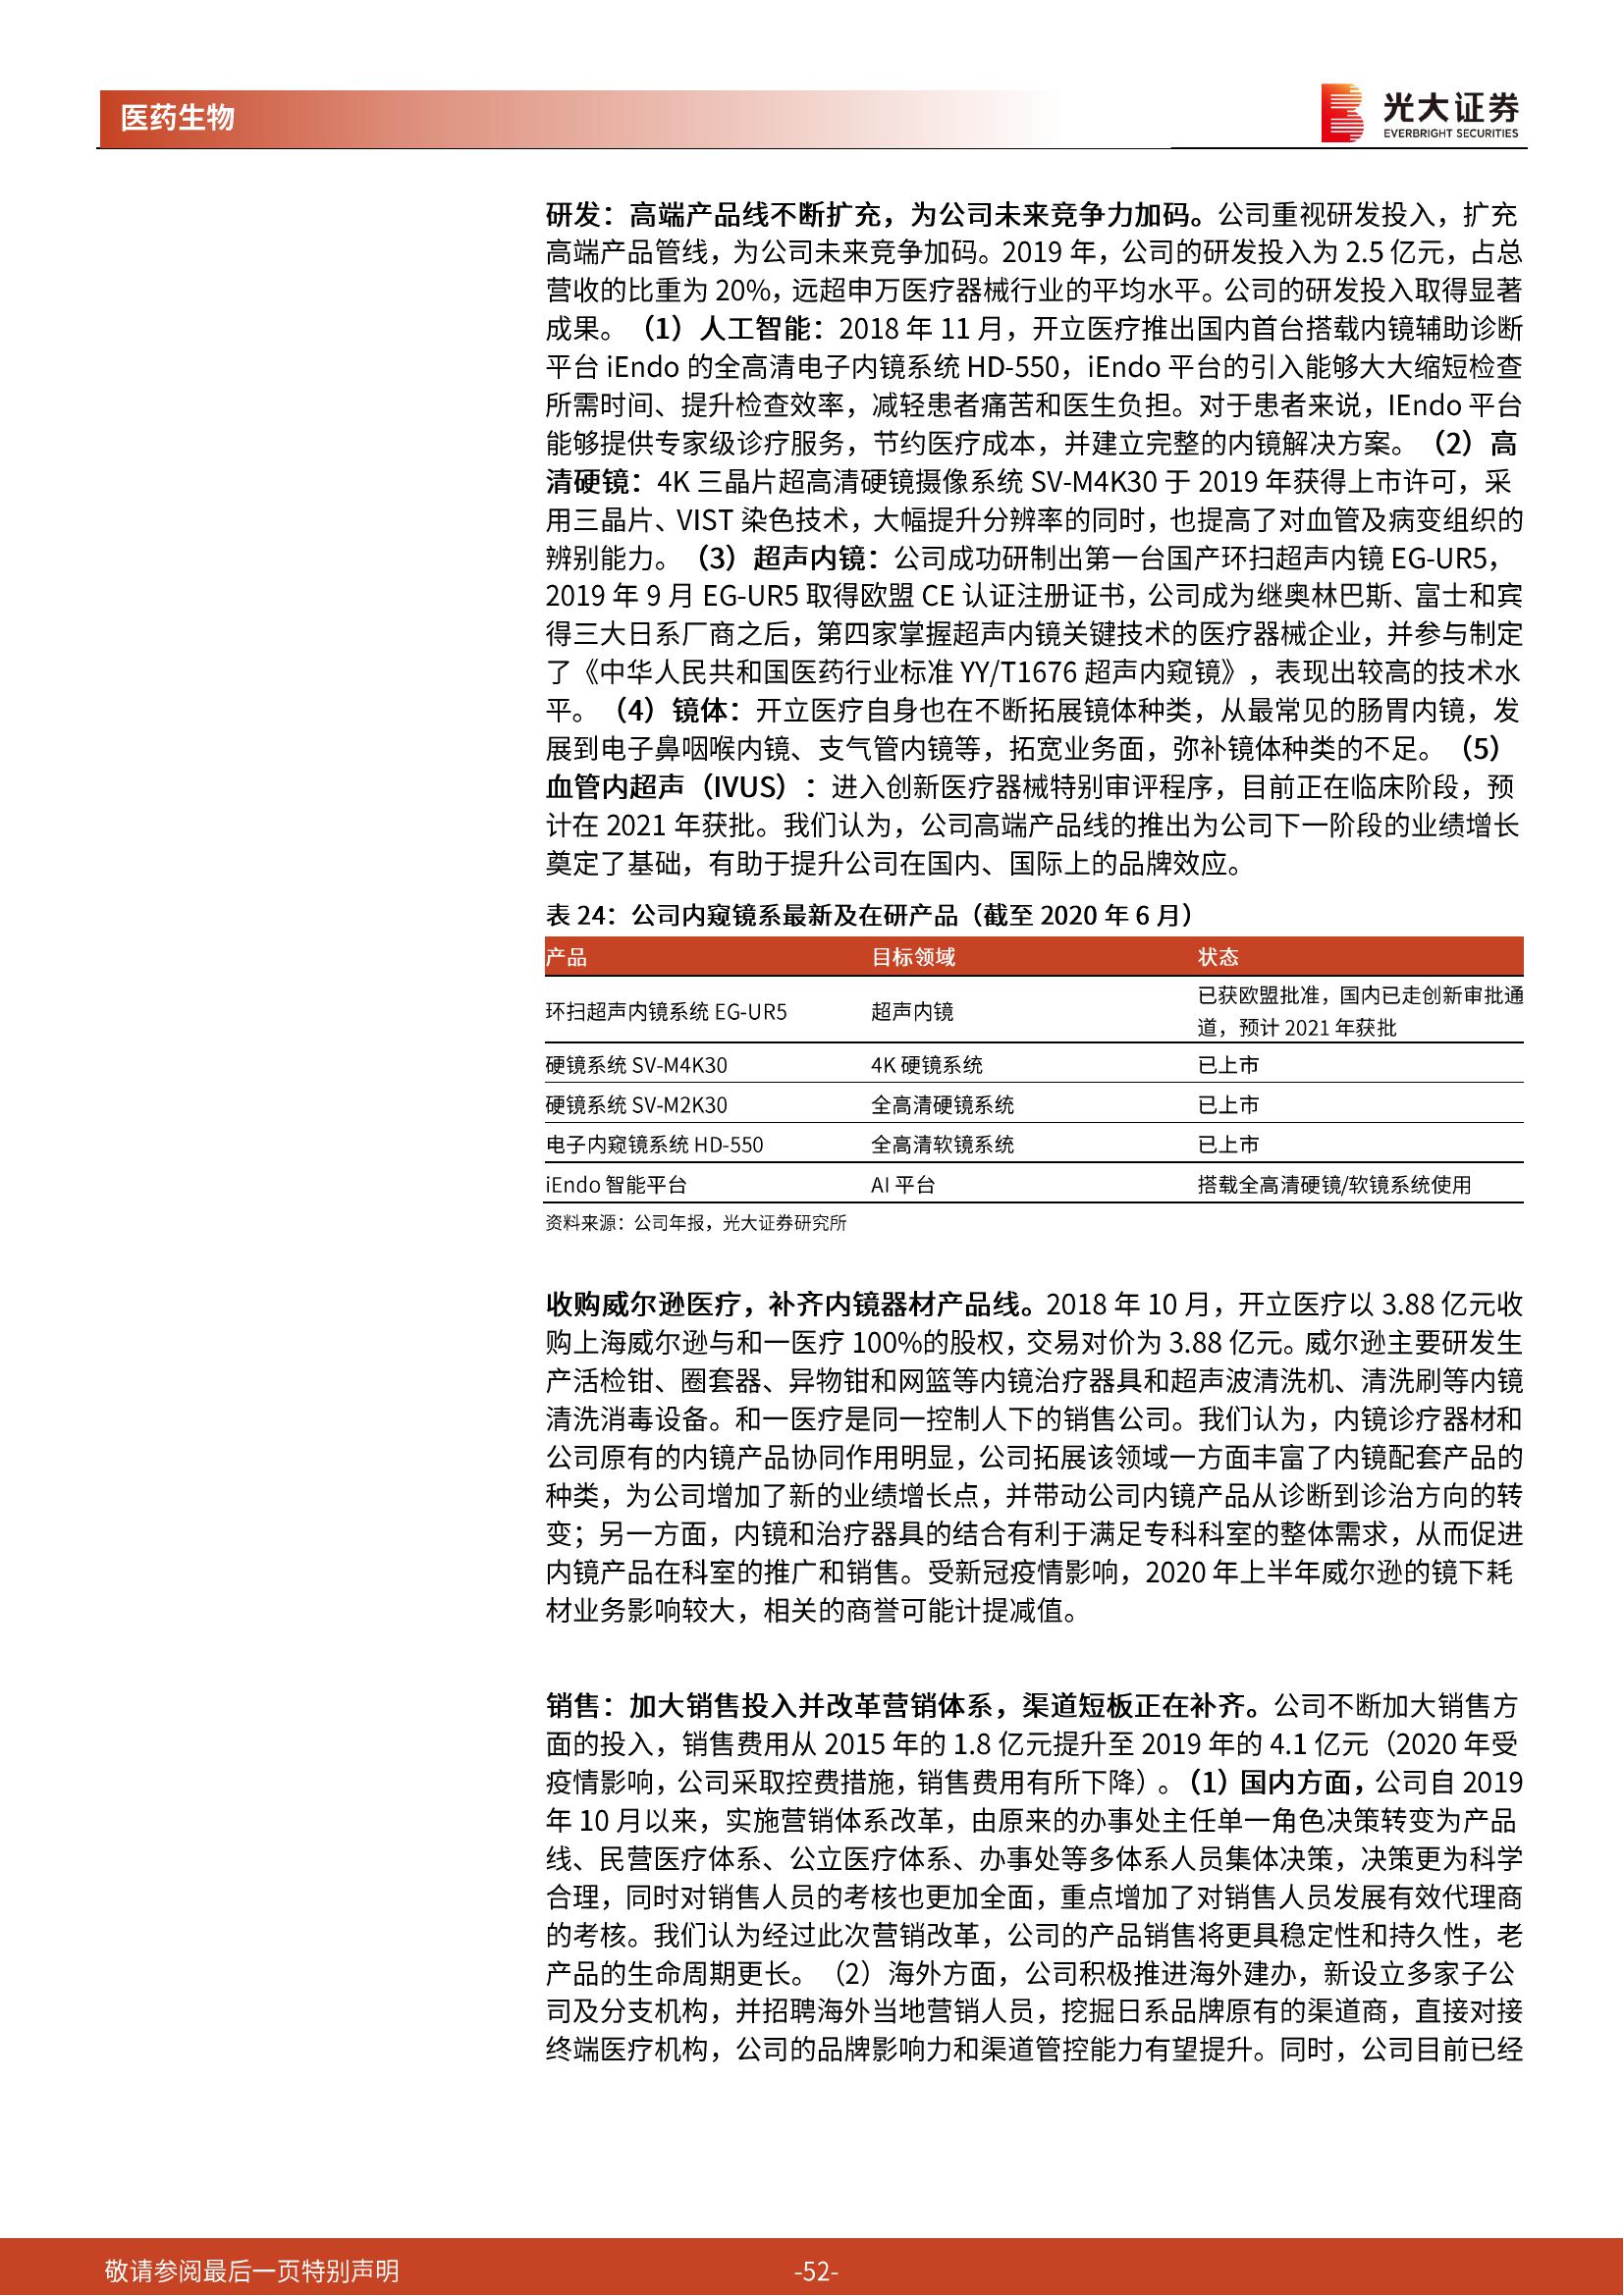 医药生物
光大证券
EVERBRIGHT SECURITIES
研发：高端产品线不断扩充，为公司未来竞争力加码。公司重视研发投入，扩充
高端产品管线，为公司未来竞争加码。2019 年，公司的研发投入为 2.5 亿元，占总
营收的比重为 20%，远超申万医疗器械行业的平均水平。公司的研发投入取得显著
成果。（1）人工智能：2018 年 11 月，开立医疗推出国内首台搭载内镜辅助诊断
平台 iEndo 的全高清电子内镜系统 HD-550，iEndo 平台的引入能够大大缩短检查
所需时间、提升检查效率，减轻患者痛苦和医生负担。对于患者来说，IEndo 平台
能够提供专家级诊疗服务，节约医疗成本，并建立完整的内镜解决方案。（2）高
清硬镜：4K 三晶片超高清硬镜摄像系统 SV-M4K30 于 2019 年获得上市许可，采
用三晶片、VIST 染色技术，大幅提升分辨率的同时，也提高了对血管及病变组织的
辨别能力。（3）超声内镜：公司成功研制出第一台国产环扫超声内镜 EG-UR5，
2019 年 9 月 EG-UR5 取得欧盟 CE 认证注册证书，公司成为继奥林巴斯、富士和宾
得三大日系厂商之后，第四家掌握超声内镜关键技术的医疗器械企业，并参与制定
了《中华人民共和国医药行业标准 YY/T1676 超声内窥镜》，表现出较高的技术水
平。（4）镜体：开立医疗自身也在不断拓展镜体种类，从最常见的肠胃内镜，发
展到电子鼻咽喉内镜、支气管内镜等，拓宽业务面，弥补镜体种类的不足。（5）
血管内超声（IVUS）：进入创新医疗器械特别审评程序，目前正在临床阶段，预
计在 2021 年获批。我们认为，公司高端产品线的推出为公司下一阶段的业绩增长
奠定了基础，有助于提升公司在国内、国际上的品牌效应。
表 24：公司内窥镜系最新及在研产品（截至 2020 年 6 月）
产品 目标领域 状态
环扫超声内镜系统 EG-UR5 超声内镜 已获欧盟批准，国内已走创新审批通
道，预计 2021 年获批
硬镜系统 SV-M4K30 4K 硬镜系统 已上市
硬镜系统 SV-M2K30 全高清硬镜系统 已上市
电子内窥镜系统 HD-550 全高清软镜系统 已上市
iEndo 智能平台 AI 平台 搭载全高清硬镜/软镜系统使用
资料来源：公司年报，光大证券研究所
收购威尔逊医疗，补齐内镜器材产品线。2018 年 10 月，开立医疗以 3.88 亿元收
购上海威尔逊与和一医疗 100%的股权，交易对价为 3.88 亿元。威尔逊主要研发生
产活检钳、圈套器、异物钳和网篮等内镜治疗器具和超声波清洗机、清洗刷等内镜
清洗消毒设备。和一医疗是同一控制人下的销售公司。我们认为，内镜诊疗器材和
公司原有的内镜产品协同作用明显，公司拓展该领域一方面丰富了内镜配套产品的
种类，为公司增加了新的业绩增长点，并带动公司内镜产品从诊断到诊治方向的转
变；另一方面，内镜和治疗器具的结合有利于满足专科科室的整体需求，从而促进
内镜产品在科室的推广和销售。受新冠疫情影响，2020 年上半年威尔逊的镜下耗
材业务影响较大，相关的商誉可能计提减值。
销售：加大销售投入并改革营销体系，渠道短板正在补齐。公司不断加大销售方
面的投入，销售费用从 2015 年的 1.8 亿元提升至 2019 年的 4.1 亿元（2020 年受
疫情影响，公司采取控费措施，销售费用有所下降）。（1）国内方面，公司自 2019
年 10 月以来，实施营销体系改革，由原来的办事处主任单一角色决策转变为产品
线、民营医疗体系、公立医疗体系、办事处等多体系人员集体决策，决策更为科学
合理，同时对销售人员的考核也更加全面，重点增加了对销售人员发展有效代理商
的考核。我们认为经过此次营销改革，公司的产品销售将更具稳定性和持久性，老
产品的生命周期更长。（2）海外方面，公司积极推进海外建办，新设立多家子公
司及分支机构，并招聘海外当地营销人员，挖掘日系品牌原有的渠道商，直接对接
终端医疗机构，公司的品牌影响力和渠道管控能力有望提升。同时，公司目前已经
敬请参阅最后一页特别声明
-52-